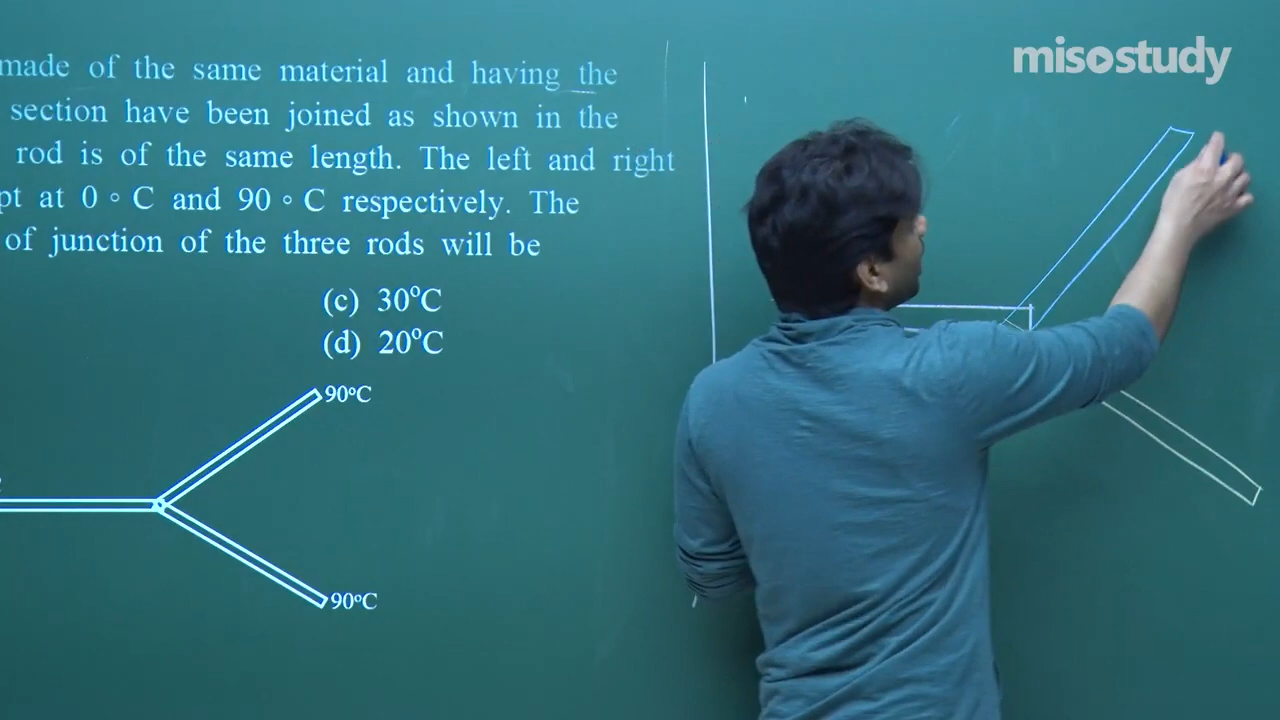 misostudy
made of the same material and having the
section have been joined as shown in the
rod is of the same length. The left and right
pt at 0 ∘ C and 90 ∘ C respectively. The
of junction of the three rods will be
(c) 30°C
(d) 20°C
90°C
90°C